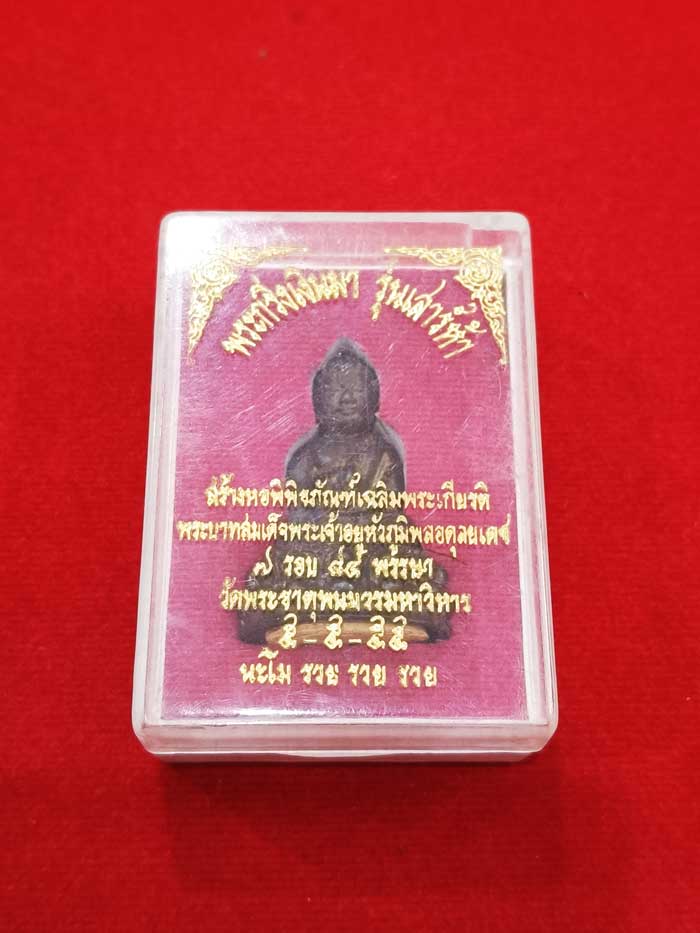 พระกริ่งเงินมา รุ่นเสาร์ห้า
สร้างหอพิพิธภัณฑ์เฉลิมพระเกียรติ
พระบาทสมเด็จพระเจ้าอยู่หัวภูมิพลอดุลยเดช
๗ รอบ ๘๔ พรรษา
วัดพระธาตุพนมวรมหาวิหาร
๕-๕-๕๕
นะโม รวย รวย รวย